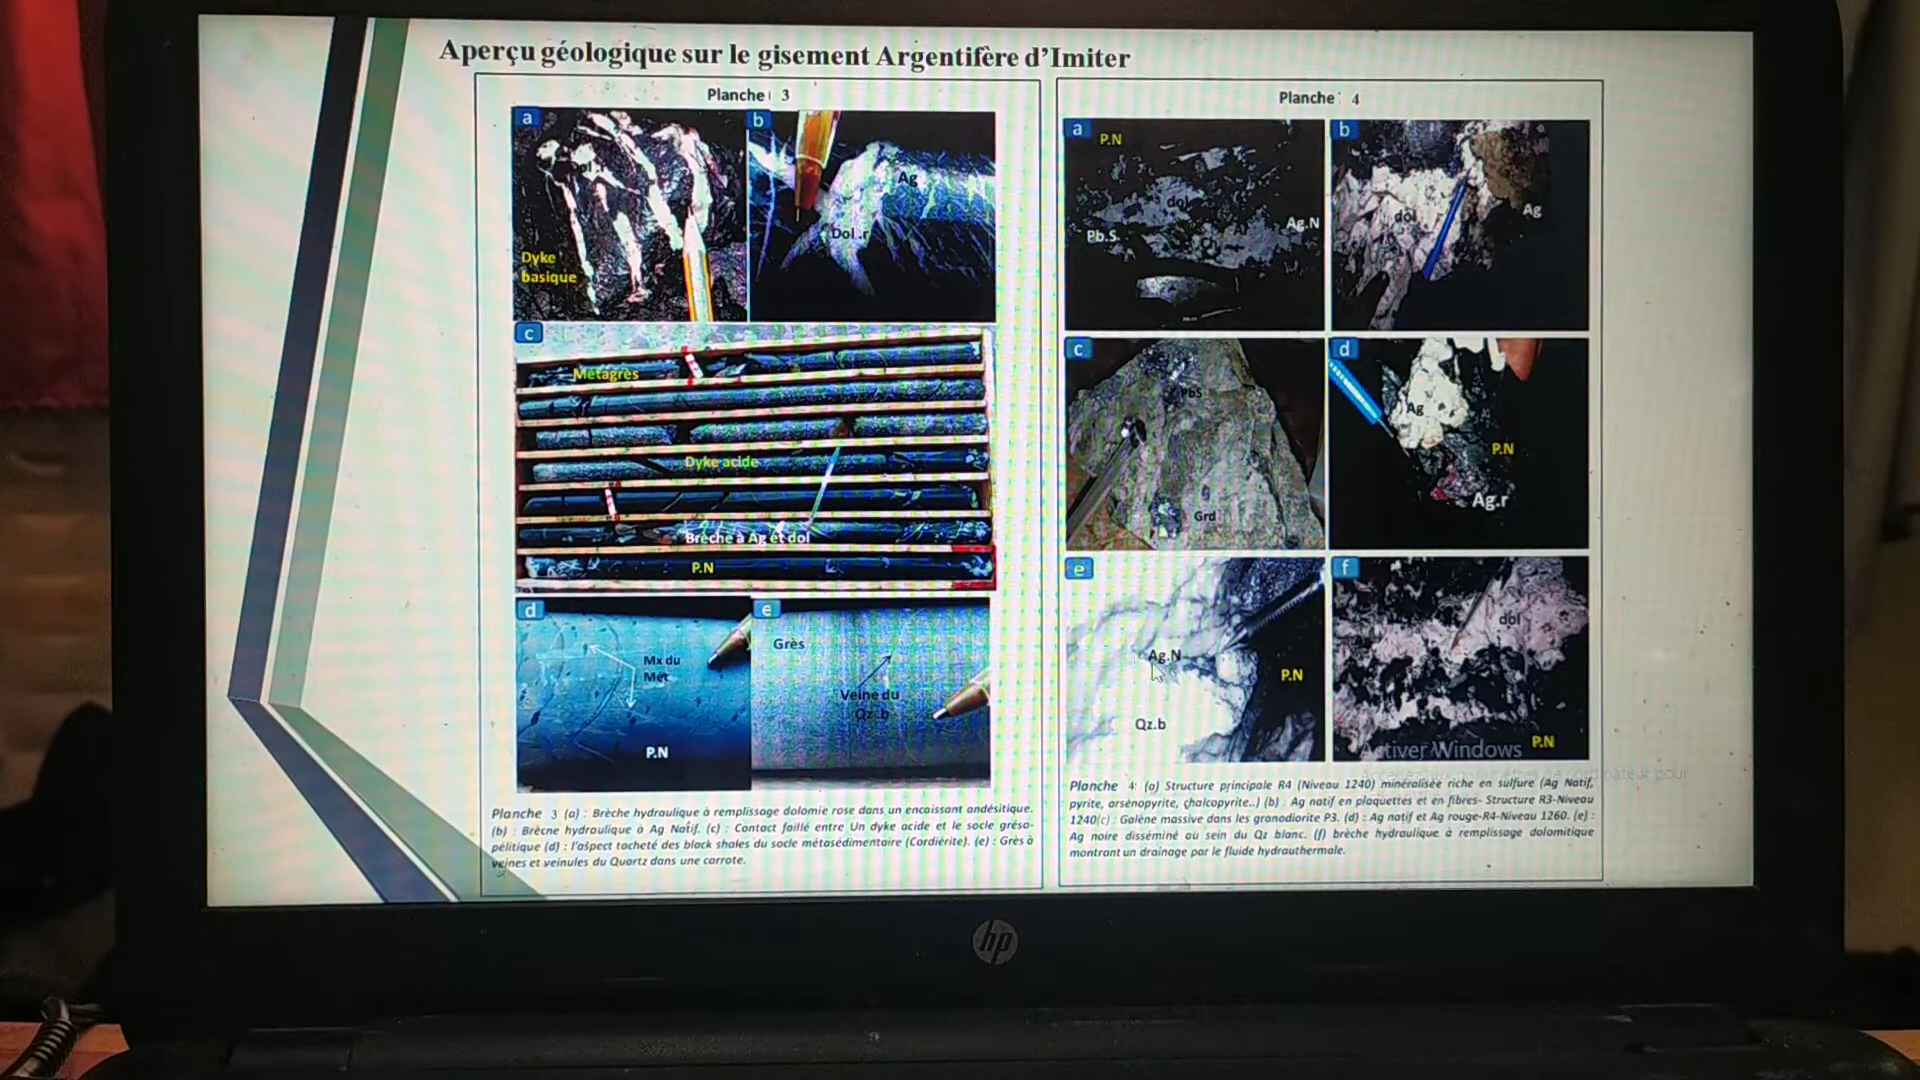 Aperçu géologique sur le gisement Argentifère d'Imiter
Planche 3
a
b
Dyke
basique
Ag
Dol.r
c
Métagrès
Dyke acide
Brèche à Ag et dol
P.N
d
e
Mx du
Mét
P.N
Grès
Veine du
Qz.b
Planche 3 (a) : Brèche hydraulique à remplissage dolomie rose dans un encaissant andésitique.
(b) : Brècne hydraulique à Ag Natif. (c) : Contact faillé entre Un dyke acide et le socle gréso-
pélitique (d) : l'aspect tacheté des black shales du socle métasédimentaire (Cordiérite). (e) : Grès à
veines et veinules du Quartz dans une carrote.
Planche 4
a
P.N
dol
Ag.N
Pb.S
b
dol
Ag
c
PbS
Grd
d
Ag
P.N
Ag.r
e
Ag.N
P.N
Qz.b
f
dol
P.N
Activer Windows
Planche 4: (a) Structure principale R4 (Niveau 1240) minéralisée riche en sulfure (Ag Natif,
pyrite, arsénopyrite, chalcopyrite..) (b) : Ag natif en plaquettes et en fibres- Structure R3-Niveau
1240(c) : Galène massive dans les granodiorite P3. (d) : Ag natif et Ag rouge-R4-Niveau 1260. (e) :
Ag noire disséminé au sein du Qz blanc. (f) brèche hydraulique à remplissage dolomitique
montrant un drainage par le fluide hydrauthermale.
hp